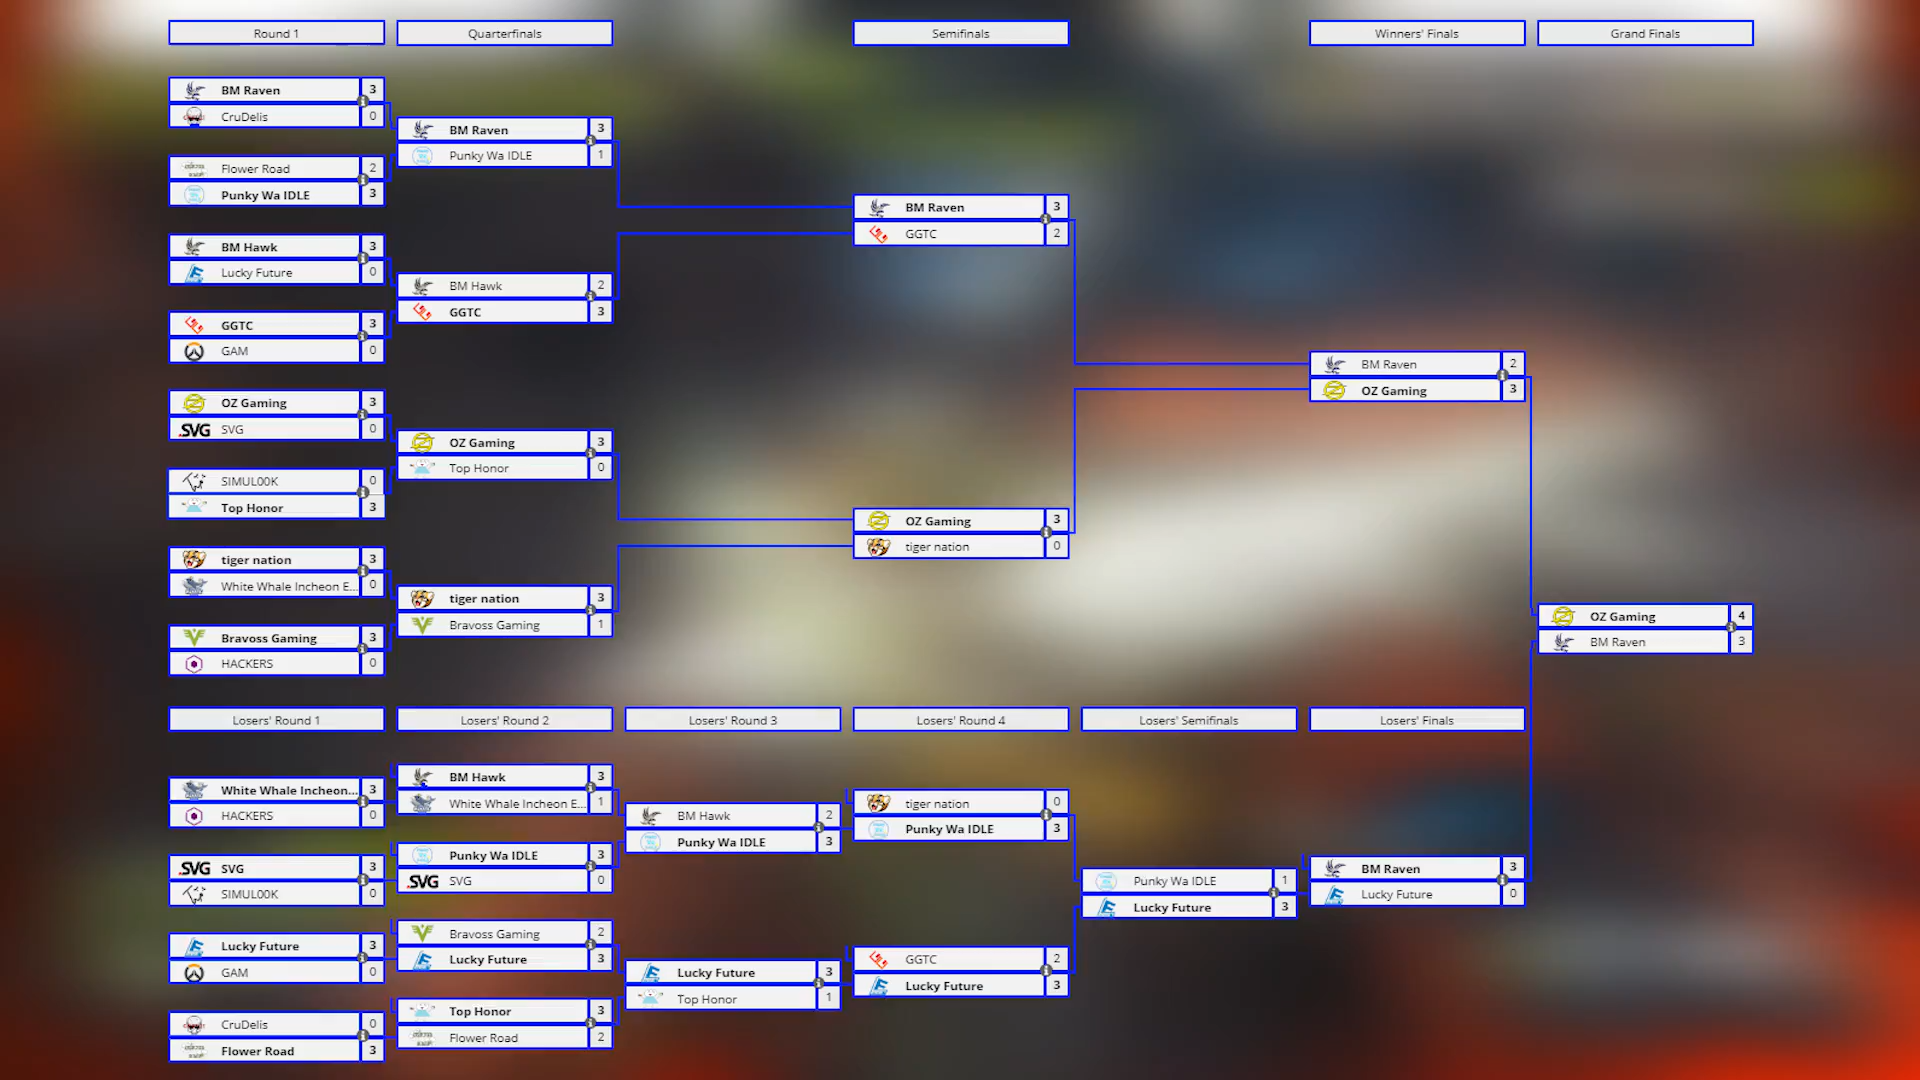 Round 1
Quarterfinals
Semifinals
Winners' Finals
Grand Finals
BM Raven 3
CruDelis 0
Flower Road 2
Punky Wa IDLE 3
BM Hawk 3
Lucky Future 0
GGTC 3
GAM 0
OZ Gaming 3
SVG SVG 0
SIMUL00K 0
Top Honor 3
tiger nation 3
White Whale Incheon E... 0
Bravoss Gaming 3
HACKERS 0
BM Raven 3
Punky Wa IDLE 1
BM Hawk 2
GGTC 3
OZ Gaming 3
Top Honor 0
tiger nation 3
Bravoss Gaming 1
BM Raven 3
GGTC 2
OZ Gaming 3
tiger nation 0
BM Raven 2
OZ Gaming 3
OZ Gaming 4
BM Raven 3
Losers' Round 1
Losers' Round 2
Losers' Round 3
Losers' Round 4
Losers' Semifinals
Losers' Finals
White Whale Incheon... 3
HACKERS 0
SVG SVG 3
SIMUL00K 0
Lucky Future 3
GAM 0
CruDelis 0
Flower Road 3
BM Hawk 3
White Whale Incheon E... 1
Punky Wa IDLE 3
SVG SVG 0
Bravoss Gaming 2
Lucky Future 3
Top Honor 3
Flower Road 2
BM Hawk 2
Punky Wa IDLE 3
Lucky Future 3
Top Honor 1
tiger nation 0
Punky Wa IDLE 3
GGTC 2
Lucky Future 3
Punky Wa IDLE 1
Lucky Future 3
BM Raven 3
Lucky Future 0